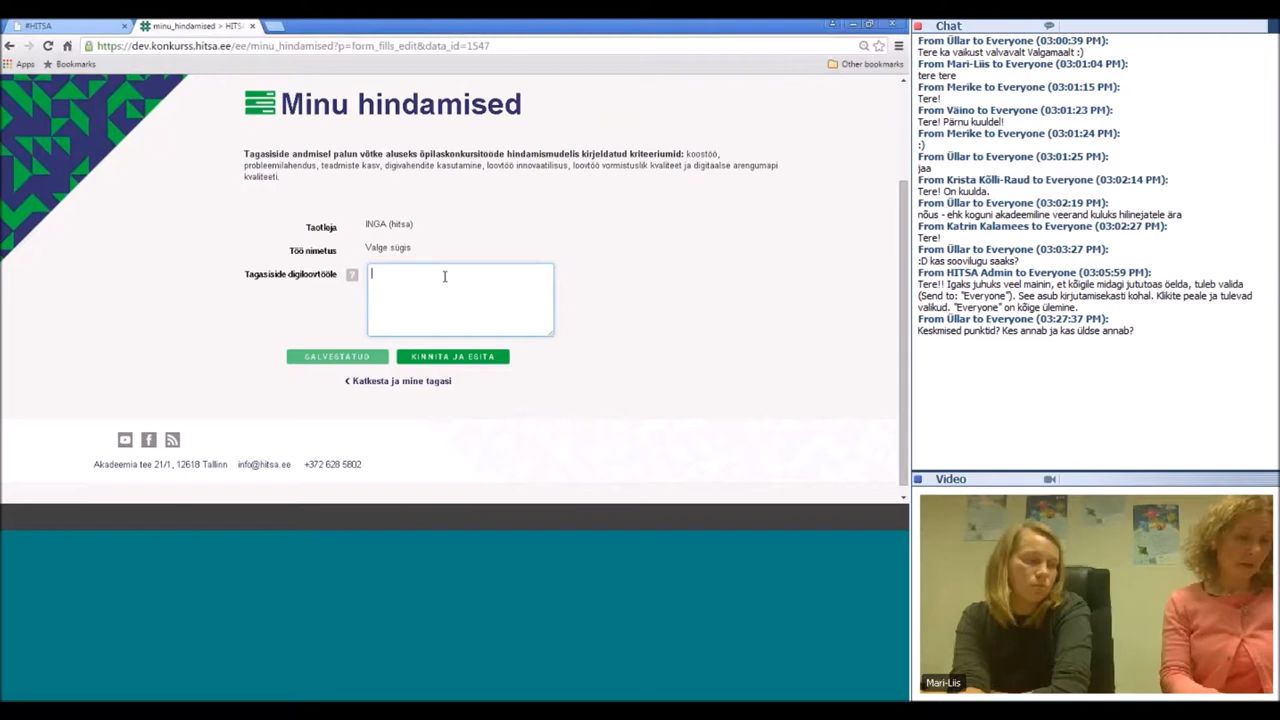 #HITSA
minu_hindamised > HITS
https://dev.konkurss.hitsa.ee/ee/minu_hindamised?p=form_fills_edit&data_id=1547
Apps
Bookmarks
Other bookmarks
Minu hindamised
Tagasiside andmisel palun võtke aluseks õpilaskonkursitööde hindamismudelis kirjeldatud kriteeriumid: koostöö,
probleemilahendus, teadmiste kasv, digivahendite kasutamine, loovtöö innovaatilisus, loovtöö vormistuslik kvaliteet ja digitaalse arengumapi
kvaliteeti.
Taotleja INGA (hitsa)
Töö nimetus Valge sügis
Tagasiside digiloovtööle ?
SALVESTATUD KINNITA JA ESITA
Katkesta ja mine tagasi
Akadeemia tee 21/1, 12618 Tallinn info@hitsa.ee +372 628 5802
Chat
From Üllar to Everyone (03:00:39 PM):
Tere ka vaikust valvavalt Valgamaalt :)
From Mari-Liis to Everyone (03:01:04 PM):
tere tere
From Merike to Everyone (03:01:15 PM):
Tere!
From Väino to Everyone (03:01:23 PM):
Tere! Pärnu kuuldel!
From Merike to Everyone (03:01:24 PM):
:)
From Üllar to Everyone (03:01:25 PM):
jaa
From Krista Kõlli-Raud to Everyone (03:02:14 PM):
Tere! On kuulda.
From Üllar to Everyone (03:02:19 PM):
nõus - ehk koguni akadeemiline veerand kuluks hilinejatele ära
From Katrin Kalamees to Everyone (03:02:27 PM):
Tere!
From Üllar to Everyone (03:03:27 PM):
:D kas soovilugu saaks?
From HITSA Admin to Everyone (03:05:59 PM):
Tere!! Igaks juhuks veel mainin, et kõigile midagi jututoas öelda, tuleb valida
(Send to: "Everyone"). See asub kirjutamisekasti kohal. Klikite peale ja tulevad
valikud. "Everyone" on kõige ülemine.
From Üllar to Everyone (03:27:37 PM):
Keskmised punktid? Kes annab ja kas üldse annab?
Video
Mari-Liis